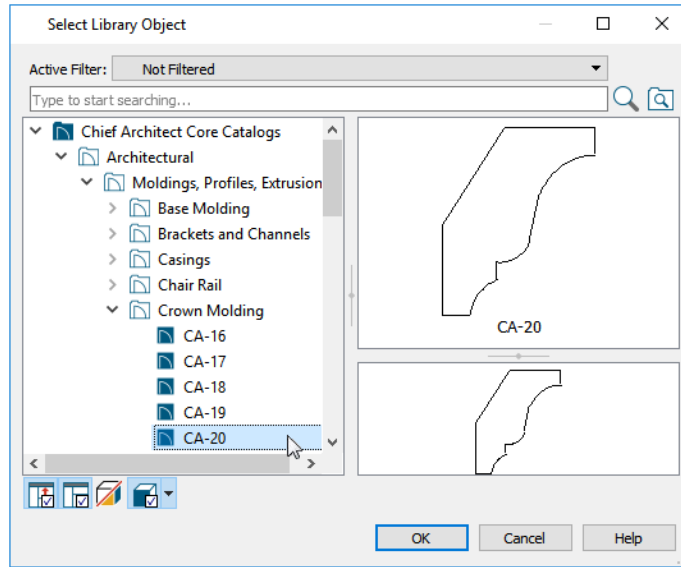 Select Library Object
Active Filter: Not Filtered
Type to start searching...
Chief Architect Core Catalogs
Architectural
Moldings, Profiles, Extrusion
Base Molding
Brackets and Channels
Casings
Chair Rail
Crown Molding
CA-16
CA-17
CA-18
CA-19
CA-20
CA-20
OK Cancel Help